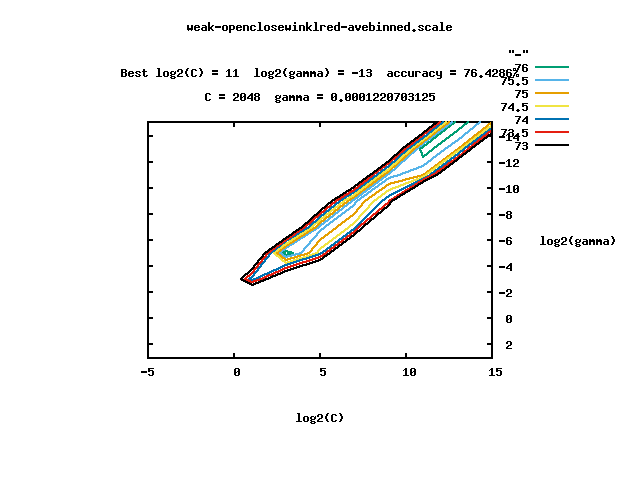 weak-openclosewinklred-avebinned.scale
"_"
Best log2(C) = 11  log2(gamma) = -13  accuracy = 76.4286%
76
75.5
C = 2048  gamma = 0.0001220703125
75
74.5
74
73.5
73
-14
-12
-10
-8
-6
log2(gamma)
-4
-2
0
2
-5 0 5 10 15
log2(C)